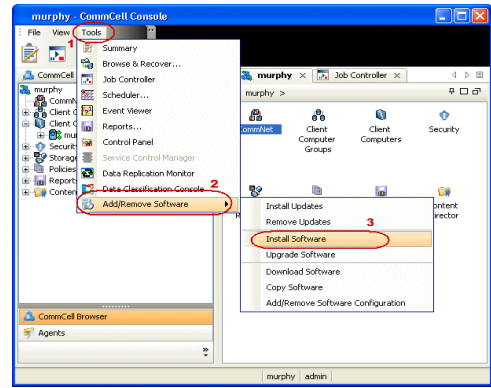 murphy - CommCell Console
File View Tools
1
CommCell
murphy
CommN
Client C
Client C
mur
Securit
Storag
Policies
Report
Conten
Summary
Browse & Recover...
Job Controller
Scheduler...
Event Viewer
Reports...
Control Panel
Service Control Manager
Data Replication Monitor
Data Classification Console
2
Add/Remove Software
murphy
Job Controller
murphy >
CommNet
Client Computer Groups
Client Computers
Security
R
ontent
irector
Install Updates
Remove Updates
3
Install Software
Upgrade Software
Download Software
Copy Software
Add/Remove Software Configuration
CommCell Browser
Agents
murphy admin